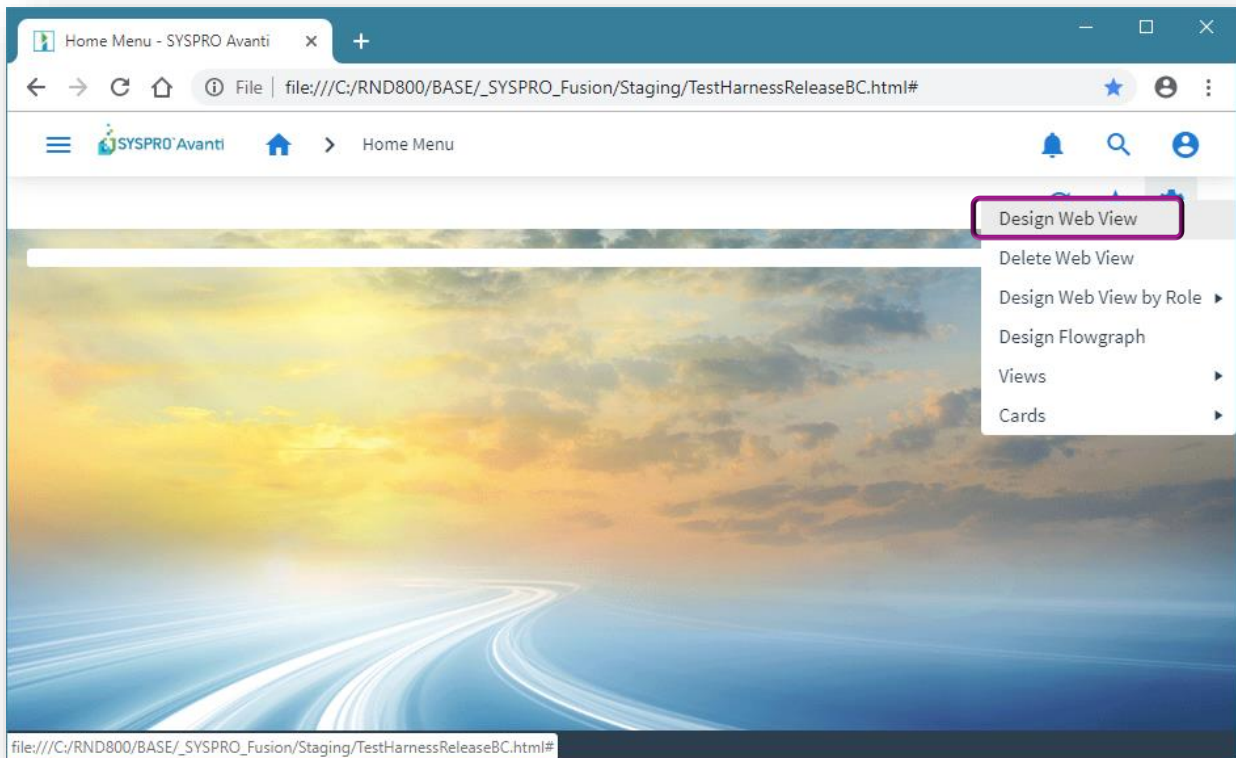 Home Menu - SYSPRO Avanti
File | file:///C:/RND800/BASE/_SYSPRO_Fusion/Staging/TestHarnessReleaseBC.html#
SYSPRO Avanti Home Menu
Design Web View
Delete Web View
Design Web View by Role
Design Flowgraph
Views
Cards
file:///C:/RND800/BASE/_SYSPRO_Fusion/Staging/TestHarnessReleaseBC.html#